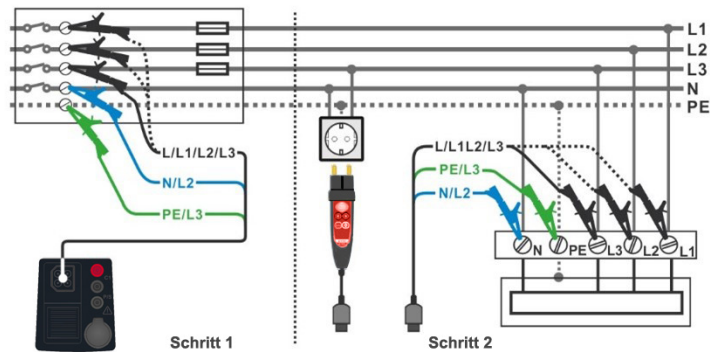 L1
L2
L3
N
PE
L/L1/L2/L3
N/L2
PE/L3
Schritt 1
L/L1L2/L3
PE/L3
N/L2
N
PE
L3
L2
L1
Schritt 2